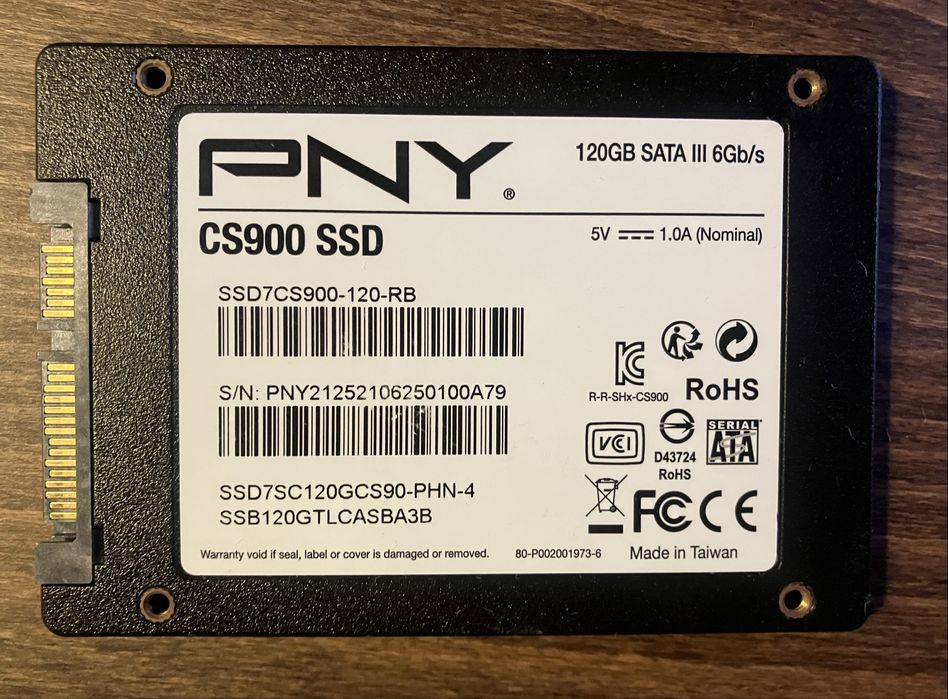 PNY®
120GB SATA III 6Gb/s
CS900 SSD
5V 1.0A (Nominal)
SSD7CS900-120-RB
S/N: PNY21252106250100A79
R-R-SHx-CS900
RoHS
VCI
D43724
RoHS
SERIAL
ATA
SSD7SC120GCS90-PHN-4
SSB120GTLCASBA3B
FC CE
Warranty void if seal, label or cover is damaged or removed.
80-P002001973-6
Made in Taiwan